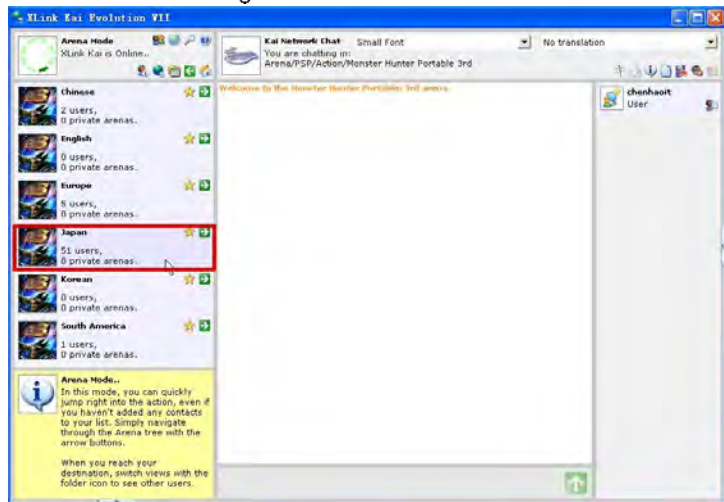 XLink Kai Evolution VII
Arena Mode
XLink Kai is Online..
Kai Network Chat
Small Font
No translation
You are chatting in:
Arena/PSP/Action/Monster Hunter Portable 3rd
Chinese
2 users,
0 private arenas.
English
0 users,
0 private arenas.
Europe
5 users,
0 private arenas.
Japan
51 users,
0 private arenas.
Korean
0 users,
0 private arenas.
South America
1 users,
0 private arenas.
Welcome to the Monster Hunter Portable: 3rd arena.
chenhaoit
User
Arena Mode..
In this mode, you can quickly
jump right into the action, even if
you haven't added any contacts
to your list. Simply navigate
through the Arena tree with the
arrow buttons.
When you reach your
destination, switch views with the
folder icon to see other users.